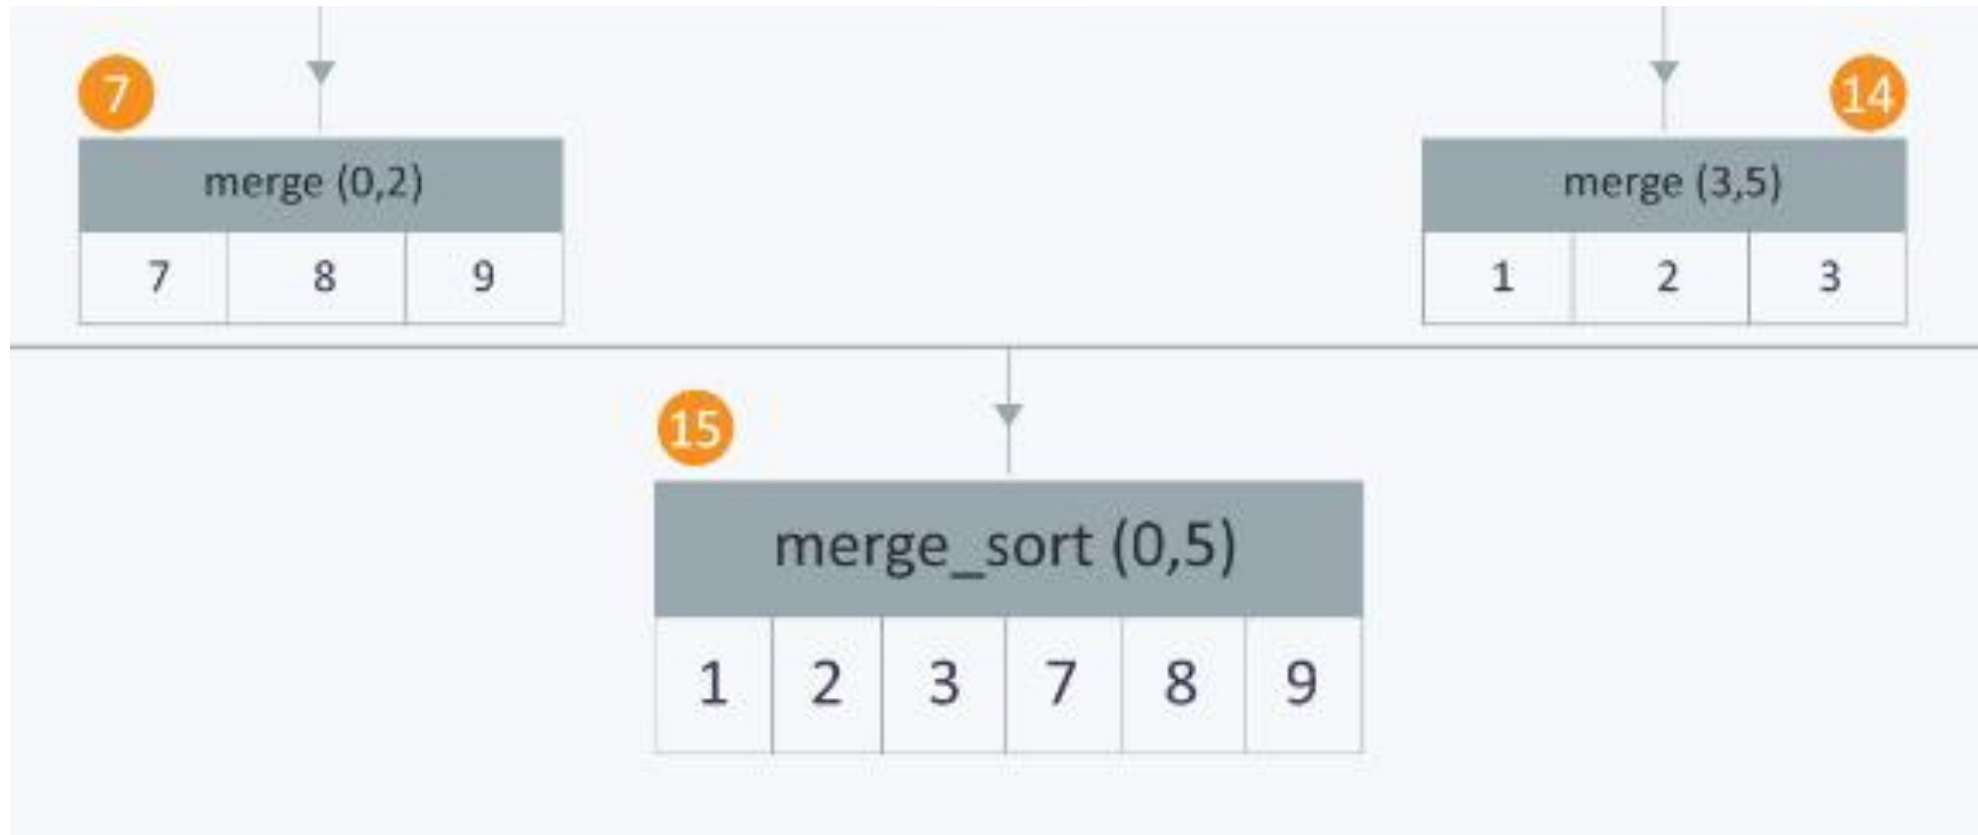 7
14
merge (0,2)
merge (3,5)
7 8 9
1 2 3
15
merge_sort (0,5)
1 2 3 7 8 9